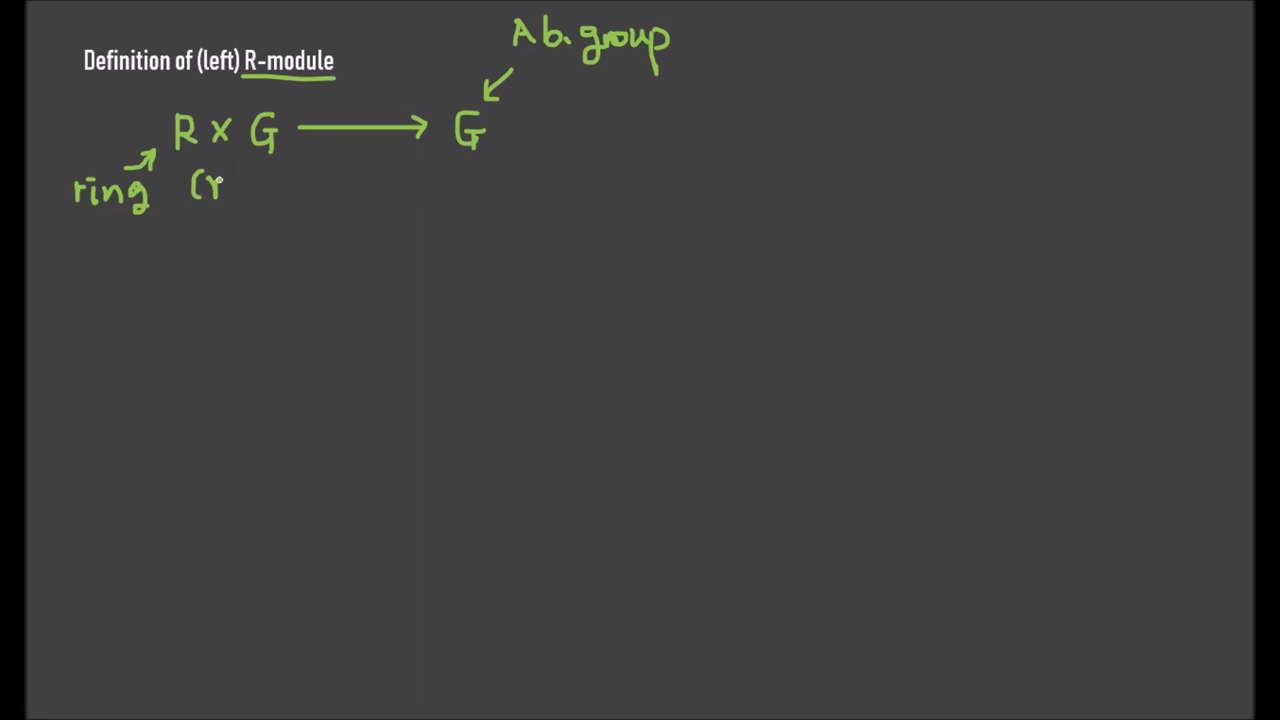 Ab. group
Definition of (left) R-module
R × G ⟶ G
ring (r